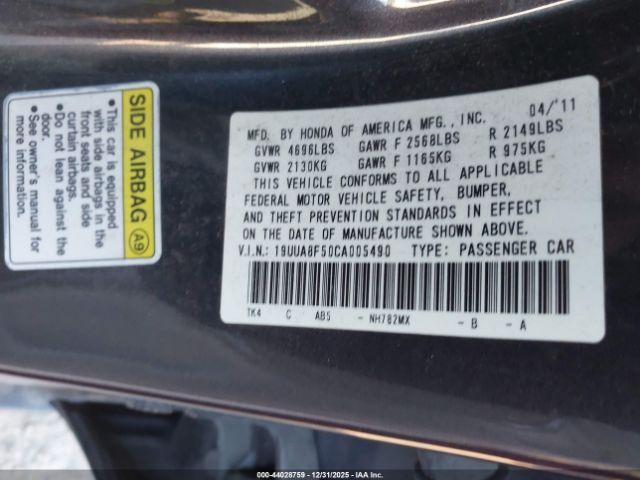 SIDE AIRBAG A9
•This car is equipped
with side airbags in the
front seats and side
curtain airbags.
•Do not lean against the
door.
•See owner's manual for
more information.
MFD. BY HONDA OF AMERICA MFG., INC. 04/'11
GVWR 4696LBS GAWR F 2568LBS R 2149LBS
GVWR 2130KG GAWR F 1165KG R 975KG
THIS VEHICLE CONFORMS TO ALL APPLICABLE
FEDERAL MOTOR VEHICLE SAFETY, BUMPER,
AND THEFT PREVENTION STANDARDS IN EFFECT
ON THE DATE OF MANUFACTURE SHOWN ABOVE.
V.I.N.: 19UUA8F50CA005490 TYPE: PASSENGER CAR
TK4 C AB5 - NH782MX - B - A
000-44028759 - 12/31/2025 - IAA, Inc.